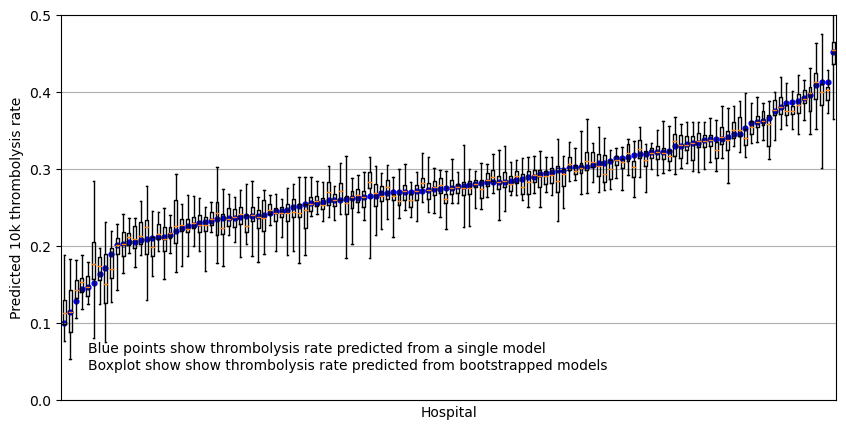 0.5
0.4
0.3
0.2
0.1
0.0
Predicted 10k thrombolysis rate
Blue points show thrombolysis rate predicted from a single model
Boxplot show show thrombolysis rate predicted from bootstrapped models
Hospital